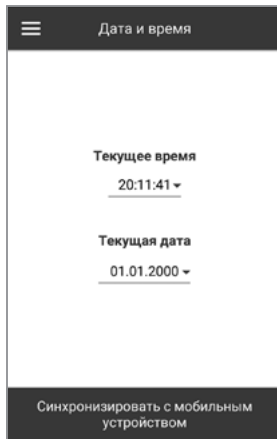 Дата и время
Текущее время
20:11:41
Текущая дата
01.01.2000
Синхронизировать с мобильным
устройством